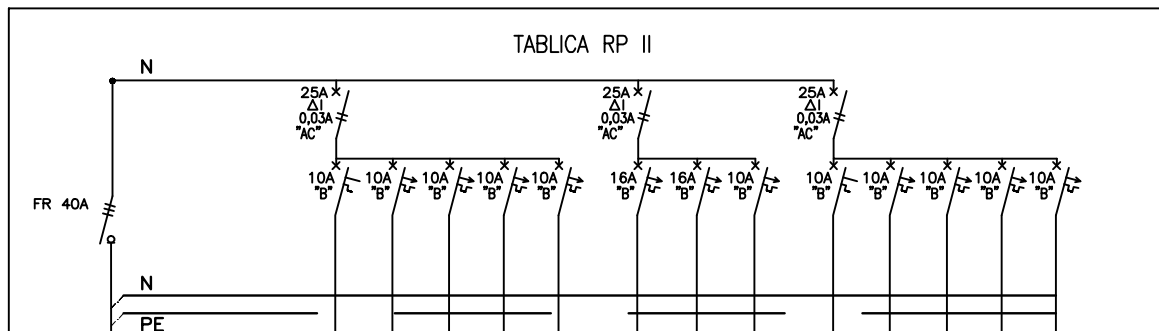 TABLICA RP II
N
25A
ΔI
0,03A
"AC"
25A
ΔI
0,03A
"AC"
25A
ΔI
0,03A
"AC"
10A
"B"
10A
"B"
10A
"B"
10A
"B"
10A
"B"
16A
"B"
16A
"B"
10A
"B"
10A
"B"
10A
"B"
10A
"B"
10A
"B"
10A
"B"
FR 40A
N
PE